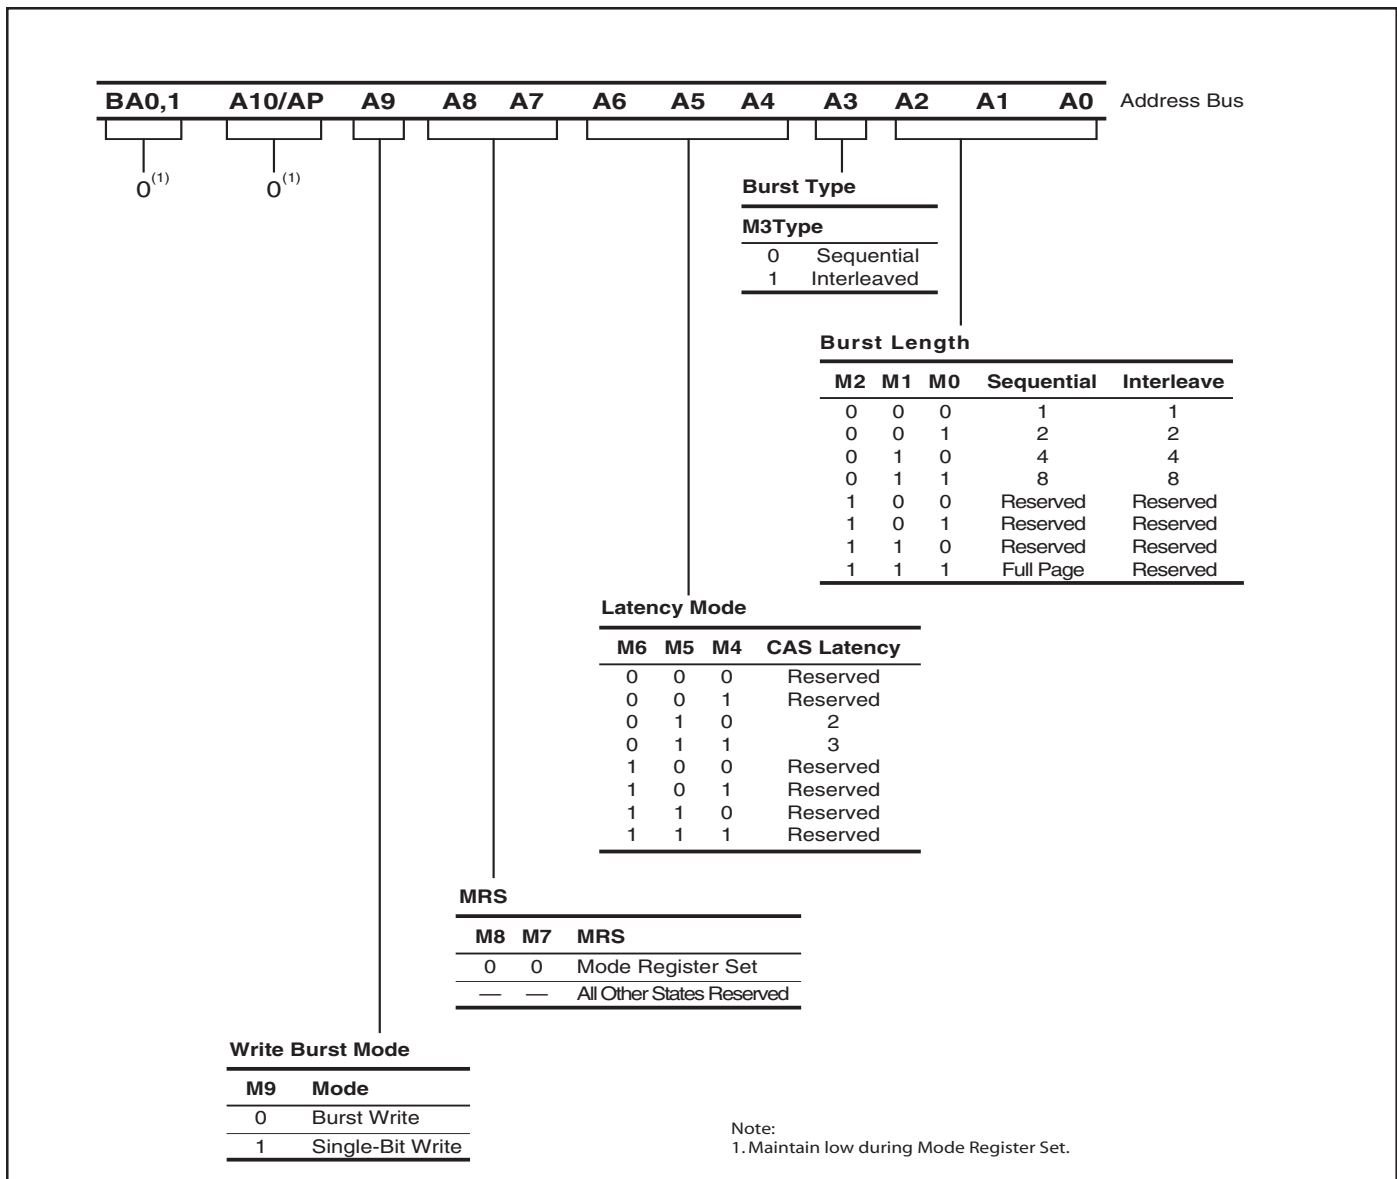 BA0,1 A10/AP A9 A8 A7 A6 A5 A4 A3 A2 A1 A0 Address Bus
0(1) 0(1)
Burst Type
M3Type
0 Sequential
1 Interleaved
Burst Length
M2 M1 M0 Sequential Interleave
0 0 0 1 1
0 0 1 2 2
0 1 0 4 4
0 1 1 8 8
1 0 0 Reserved Reserved
1 0 1 Reserved Reserved
1 1 0 Reserved Reserved
1 1 1 Full Page Reserved
Latency Mode
M6 M5 M4 CAS Latency
0 0 0 Reserved
0 0 1 Reserved
0 1 0 2
0 1 1 3
1 0 0 Reserved
1 0 1 Reserved
1 1 0 Reserved
1 1 1 Reserved
MRS
M8 M7 MRS
0 0 Mode Register Set
— — All Other States Reserved
Write Burst Mode
M9 Mode
0 Burst Write
1 Single-Bit Write
Note:
1. Maintain low during Mode Register Set.